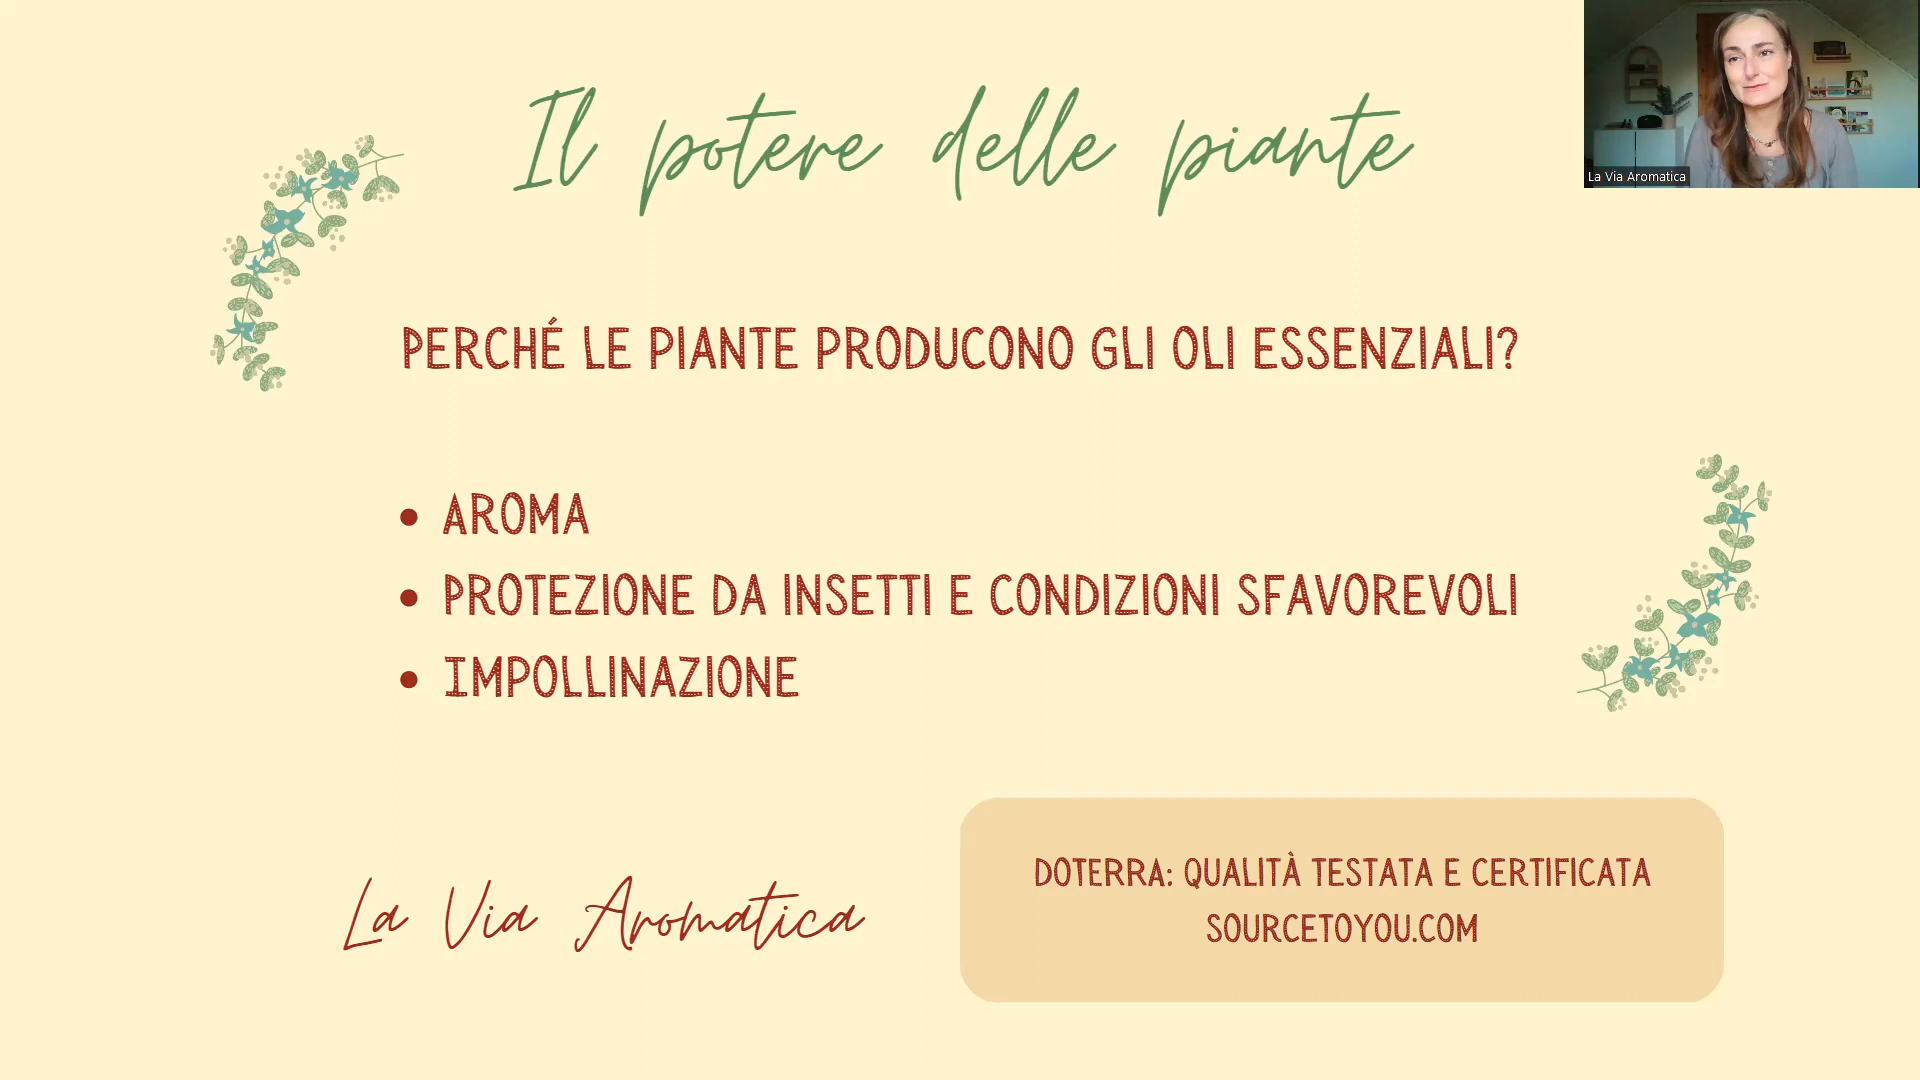 Il potere delle piante
La Via Aromatica
PERCHÉ LE PIANTE PRODUCONO GLI OLI ESSENZIALI?
• AROMA
• PROTEZIONE DA INSETTI E CONDIZIONI SFAVOREVOLI
• IMPOLLINAZIONE
La Via Aromatica
DOTERRA: QUALITÀ TESTATA E CERTIFICATA
SOURCETOYOU.COM